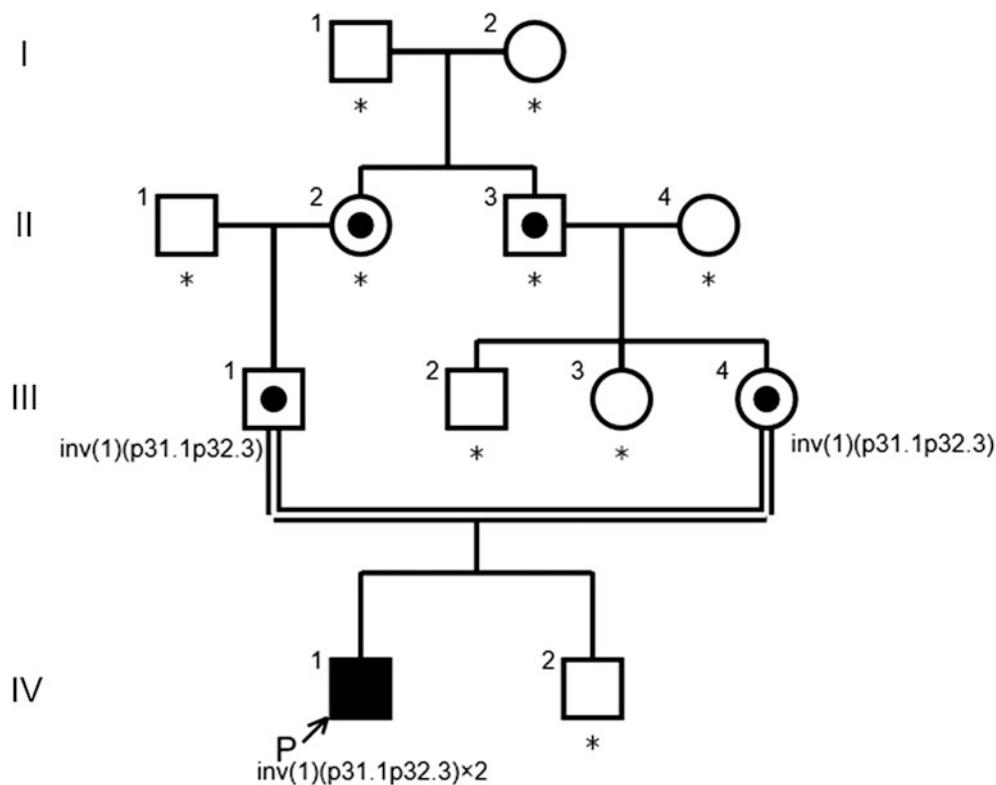 I
1 2
* *
II
1 2 3 4
* * * *
III
1 2 3 4
inv(1)(p31.1p32.3) * * inv(1)(p31.1p32.3)
IV
1 2
P *
inv(1)(p31.1p32.3)×2